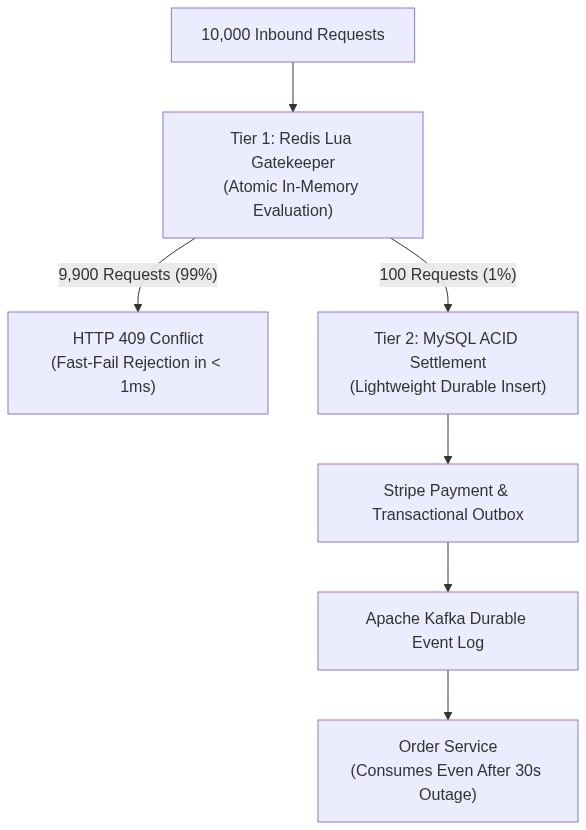 10,000 Inbound Requests
Tier 1: Redis Lua
Gatekeeper
(Atomic In-Memory
Evaluation)
9,900 Requests (99%)
100 Requests (1%)
HTTP 409 Conflict
(Fast-Fail Rejection in <
1ms)
Tier 2: MySQL ACID
Settlement
(Lightweight Durable Insert)
Stripe Payment &
Transactional Outbox
Apache Kafka Durable
Event Log
Order Service
(Consumes Even After 30s
Outage)